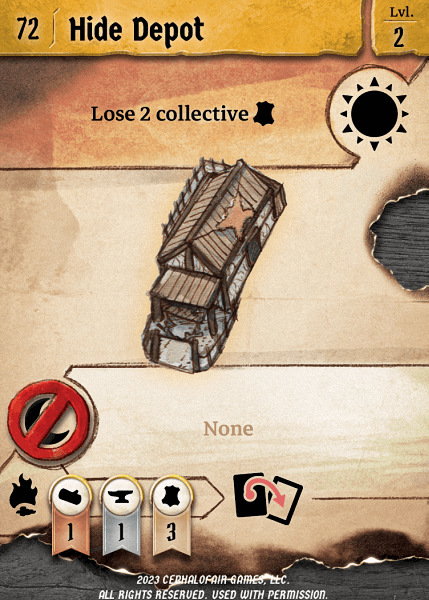 72 Hide Depot
Lvl.
2
Lose 2 collective
None
1 1 3
2023 CEPHALOFAIR GAMES, LLC.
ALL RIGHTS RESERVED. USED WITH PERMISSION.